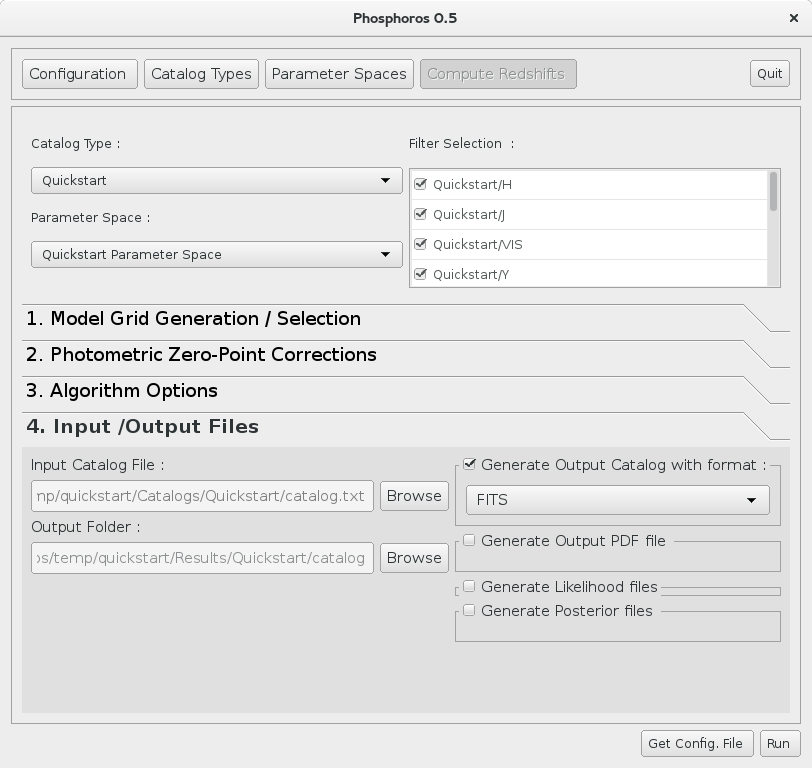 Phosphoros 0.5
Configuration Catalog Types Parameter Spaces Compute Redshifts Quit
Catalog Type :
Quickstart
Parameter Space :
Quickstart Parameter Space
Filter Selection :
Quickstart/H
Quickstart/J
Quickstart/VIS
Quickstart/Y
1. Model Grid Generation / Selection
2. Photometric Zero-Point Corrections
3. Algorithm Options
4. Input /Output Files
Input Catalog File :
np/quickstart/Catalogs/Quickstart/catalog.txt Browse
Output Folder :
os/temp/quickstart/Results/Quickstart/catalog Browse
Generate Output Catalog with format :
FITS
Generate Output PDF file
Generate Likelihood files
Generate Posterior files
Get Config. File Run